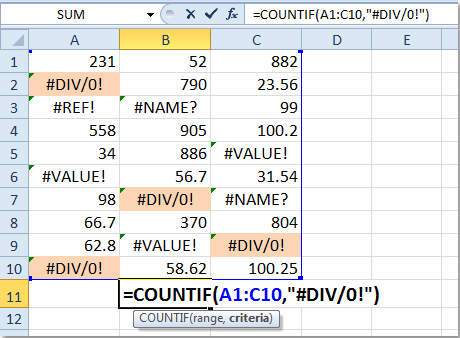 SUM =COUNTIF(A1:C10,"#DIV/0!")
A B C D E
1 231 52 882
2 #DIV/0! 790 23.56
3 #REF! #NAME? 99
4 558 905 100.2
5 34 886 #VALUE!
6 #VALUE! 56.7 31.54
7 98 #DIV/0! #NAME?
8 66.7 370 804
9 62.8 #VALUE! #DIV/0!
10 #DIV/0! 58.62 100.25
11 =COUNTIF(A1:C10,"#DIV/0!")
COUNTIF(range, criteria)
12